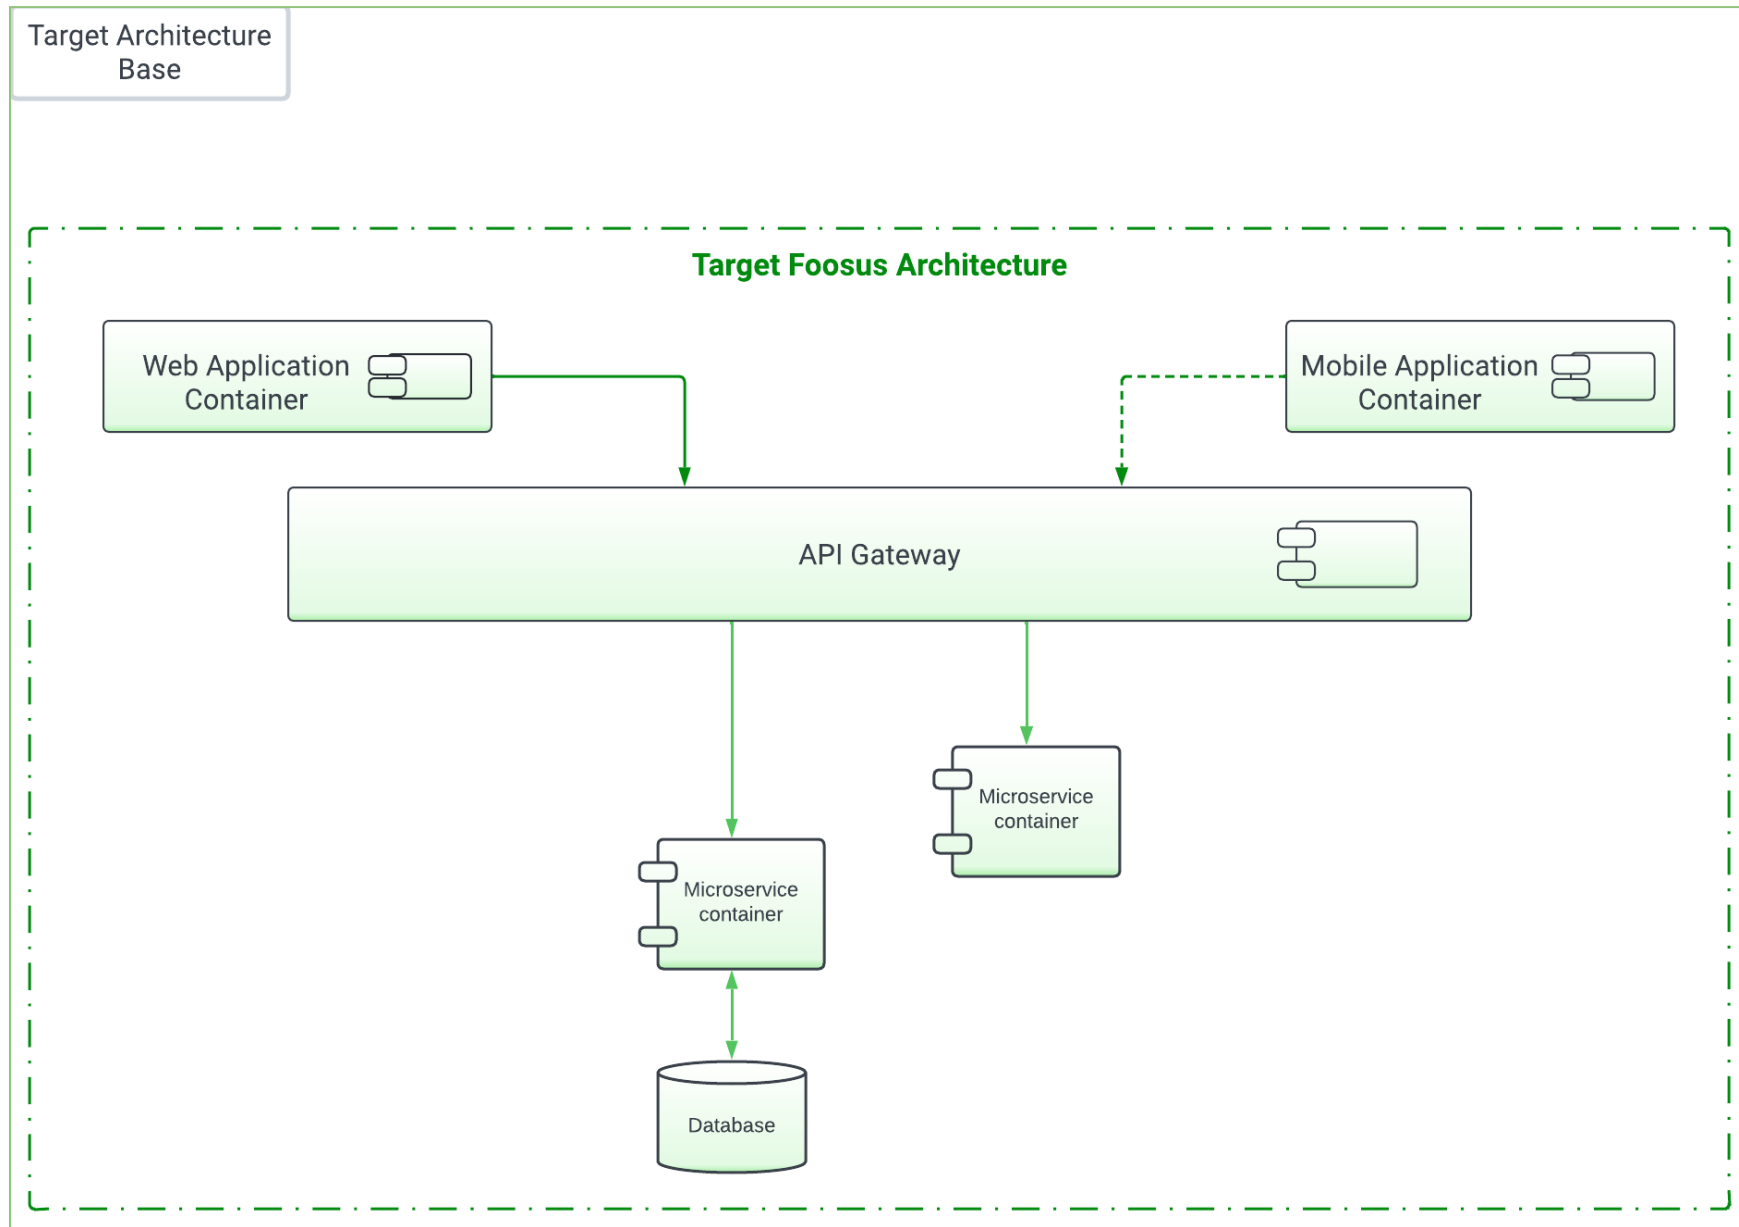 Target Architecture
Base
Target Foosus Architecture
Web Application
Container
Mobile Application
Container
API Gateway
Microservice
container
Microservice
container
Database